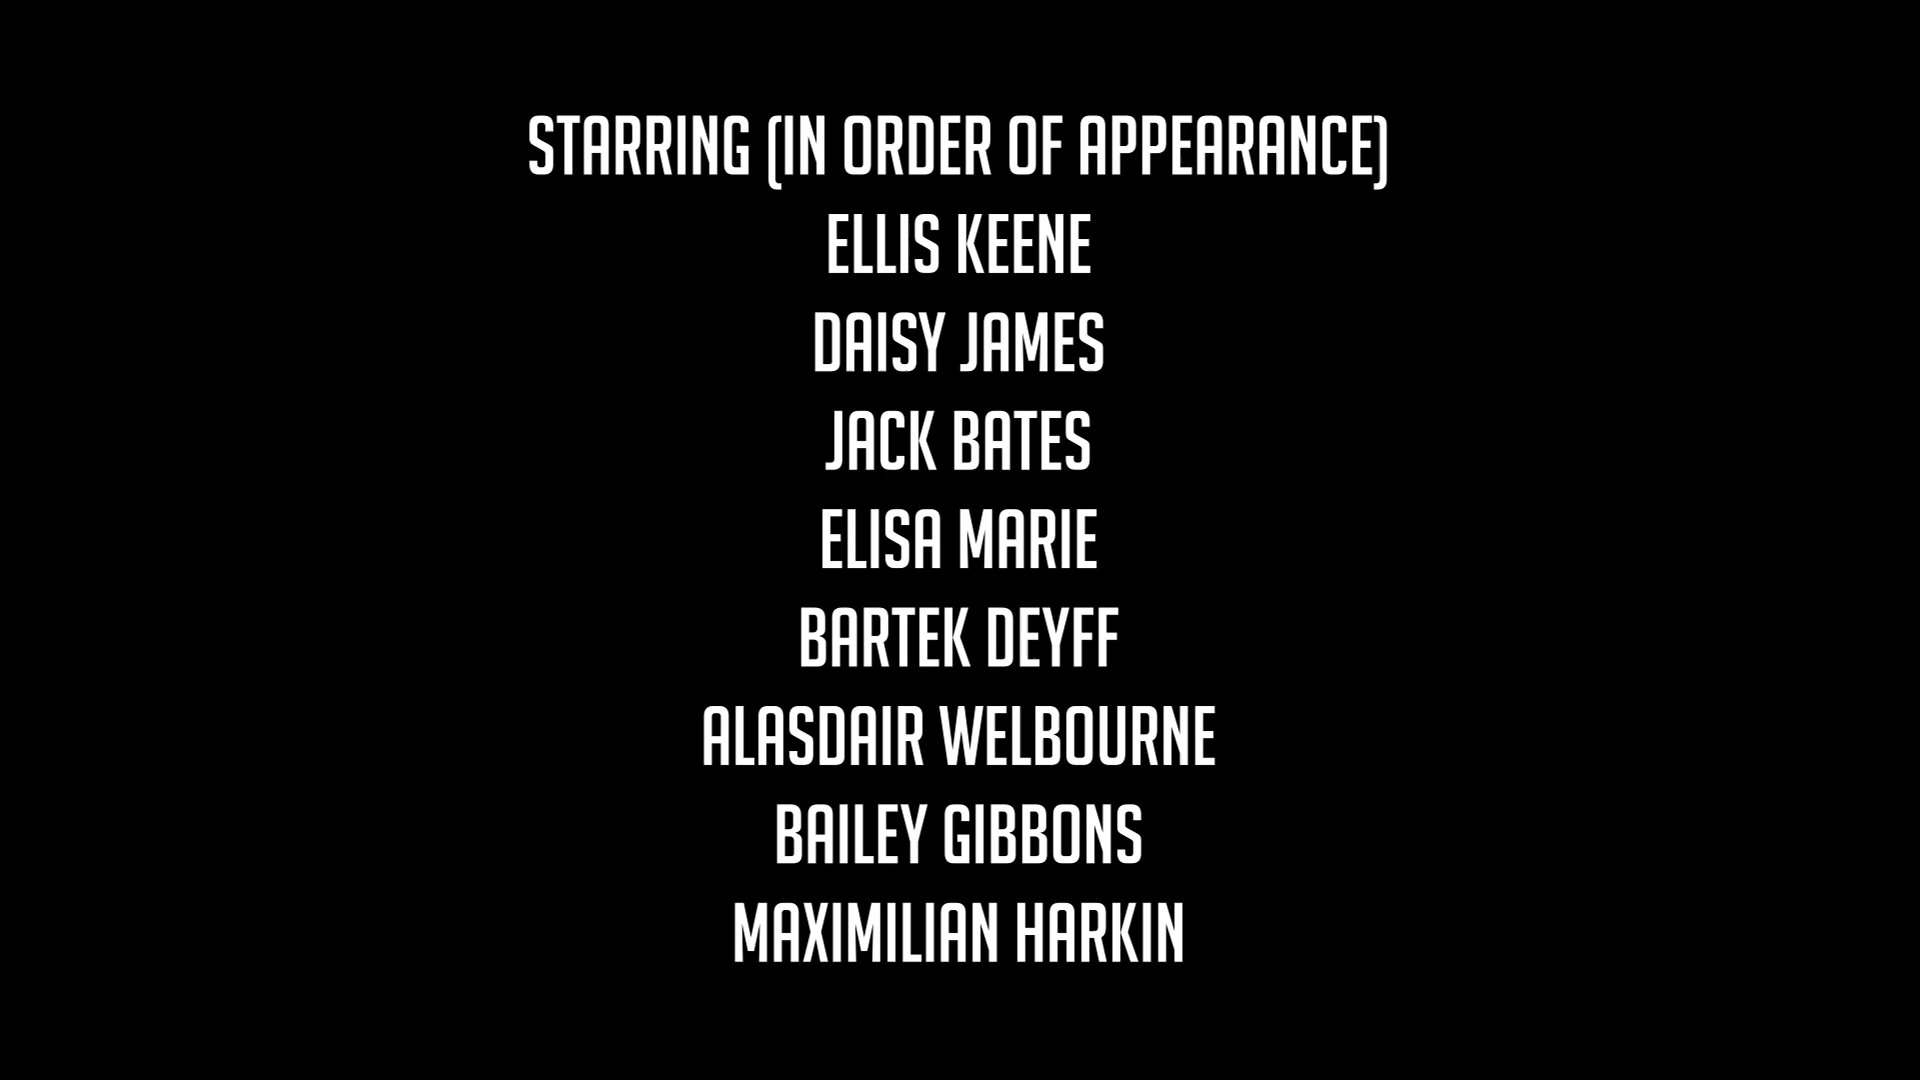 STARRING (IN ORDER OF APPEARANCE)
ELLIS KEENE
DAISY JAMES
JACK BATES
ELISA MARIE
BARTEK DEYFF
ALASDAIR WELBOURNE
BAILEY GIBBONS
MAXIMILIAN HARKIN